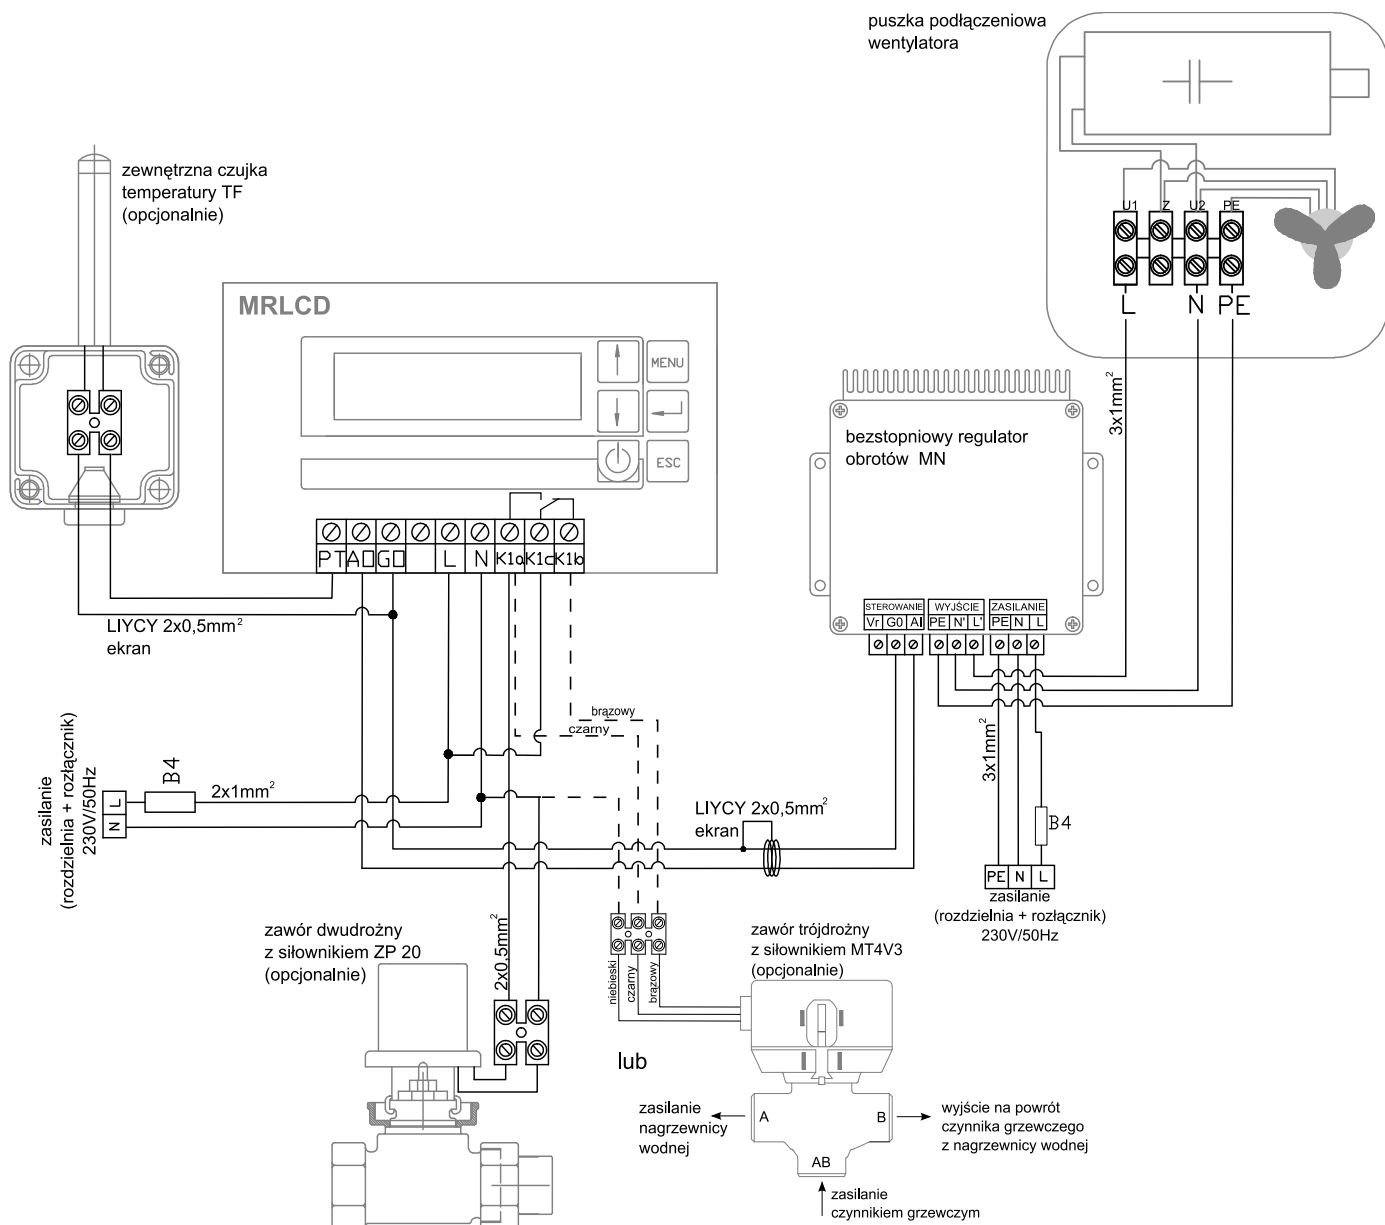 puszka podłączeniowa
wentylatora
U1 Z U2 PE
L N PE
zewnętrzna czujka
temperatury TF
(opcjonalnie)
MRLCD
MENU
ESC
PT AO GO L N K1a K1c K1b
LIYCY 2x0,5mm²
ekran
3x1mm²
bezstopniowy regulator
obrotów MN
STEROWANIE WYJŚCIE ZASILANIE
Vr G0 AI PE N' L' PE N L
brązowy
czarny
zasilanie
(rozdzielnia + rozłącznik)
230V/50Hz
L
N
B4
2x1mm²
LIYCY 2x0,5mm²
ekran
3x1mm²
B4
PE N L
zasilanie
(rozdzielnia + rozłącznik)
230V/50Hz
zawór dwudrożny
z siłownikiem ZP 20
(opcjonalnie)
2x0,5mm²
niebieski
czarny
brązowy
zawór trójdrożny
z siłownikiem MT4V3
(opcjonalnie)
lub
zasilanie
nagrzewnicy
wodnej
A
B
AB
wyjście na powrót
czynnika grzewczego
z nagrzewnicy wodnej
zasilanie
czynnikiem grzewczym